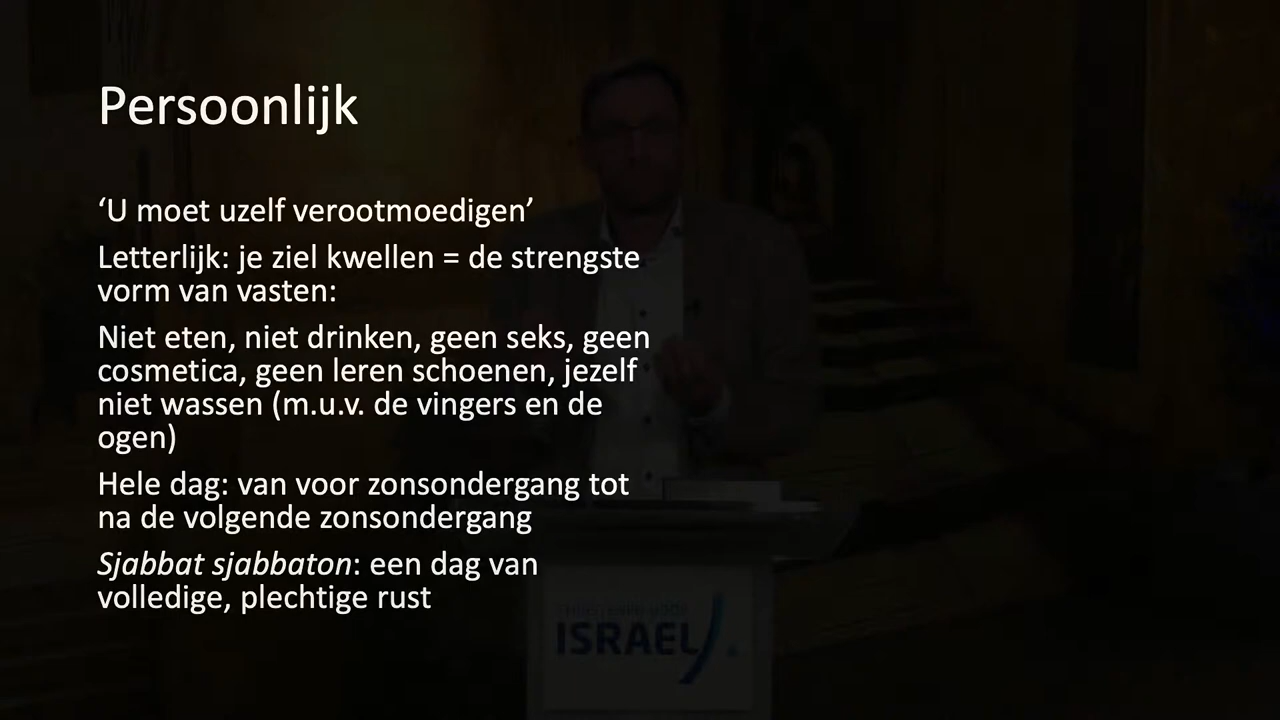 Persoonlijk
‘U moet uzelf verootmoedigen’
Letterlijk: je ziel kwellen = de strengste
vorm van vasten:
Niet eten, niet drinken, geen seks, geen
cosmetica, geen leren schoenen, jezelf
niet wassen (m.u.v. de vingers en de
ogen)
Hele dag: van voor zonsondergang tot
na de volgende zonsondergang
Sjabbat sjabbaton: een dag van
volledige, plechtige rust
ISRAEL